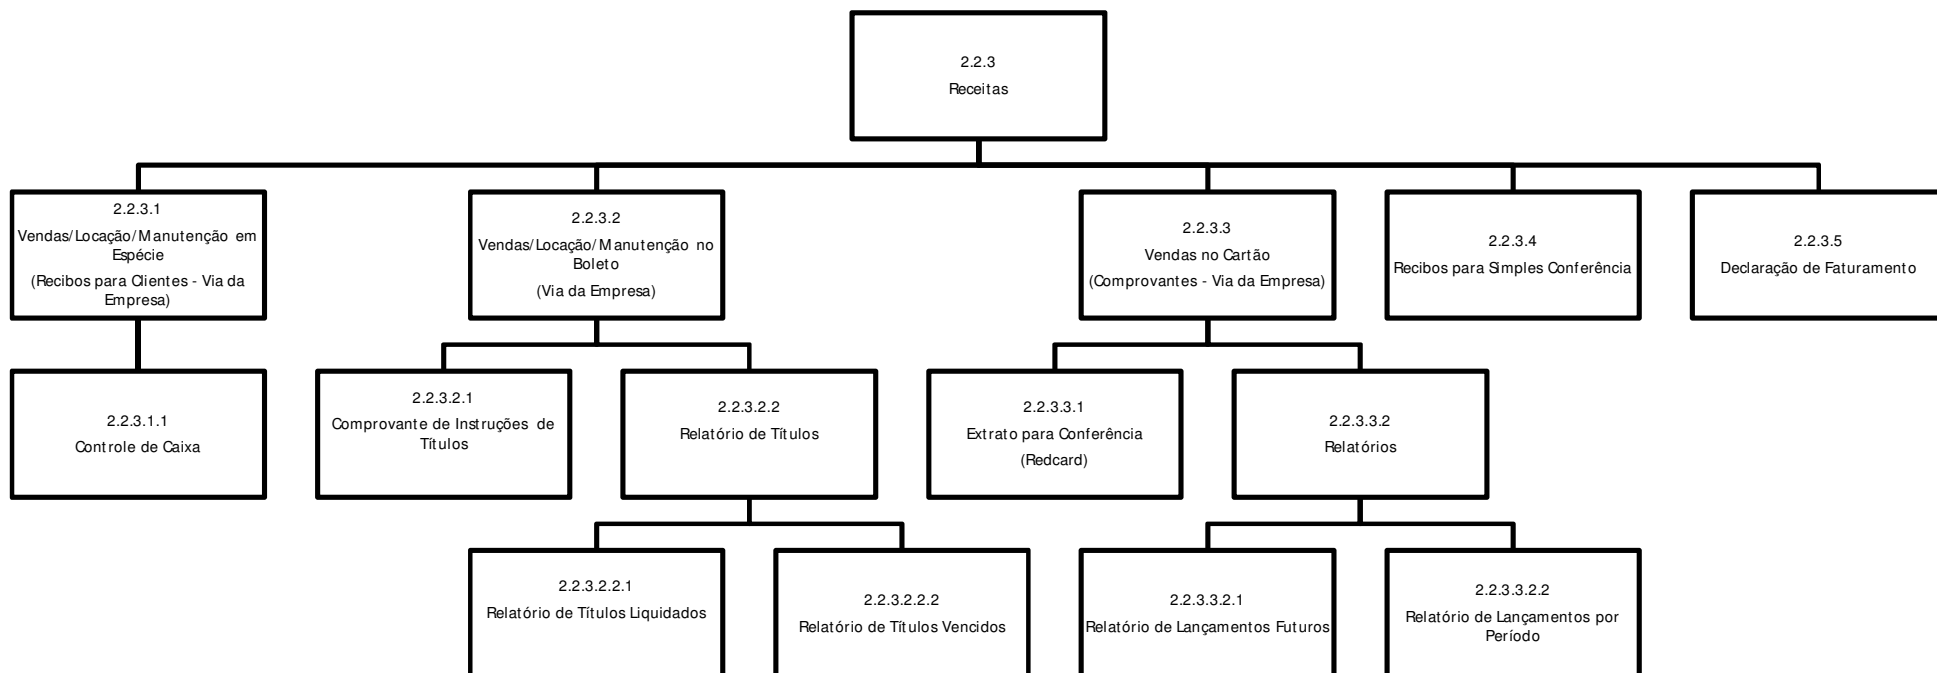 2.2.3
Receitas
2.2.3.1
Vendas/Locação/Manutenção em
Espécie
(Recibos para Clientes - Via da
Empresa)
2.2.3.2
Vendas/Locação/Manutenção no
Boleto
(Via da Empresa)
2.2.3.3
Vendas no Cartão
(Comprovantes - Via da Empresa)
2.2.3.4
Recibos para Simples Conferência
2.2.3.5
Declaração de Faturamento
2.2.3.1.1
Controle de Caixa
2.2.3.2.1
Comprovante de Instruções de
Títulos
2.2.3.2.2
Relatório de Títulos
2.2.3.3.1
Extrato para Conferência
(Redcard)
2.2.3.3.2
Relatórios
2.2.3.2.2.1
Relatório de Títulos Liquidados
2.2.3.2.2.2
Relatório de Títulos Vencidos
2.2.3.3.2.1
Relatório de Lançamentos Futuros
2.2.3.3.2.2
Relatório de Lançamentos por
Período